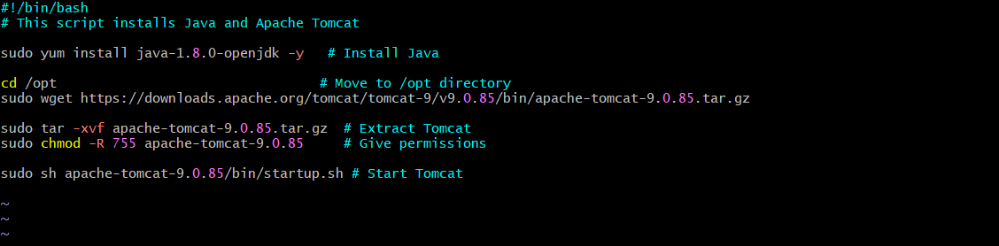 #!/bin/bash
# This script installs Java and Apache Tomcat
sudo yum install java-1.8.0-openjdk -y   # Install Java
cd /opt                                 # Move to /opt directory
sudo wget https://downloads.apache.org/tomcat/tomcat-9/v9.0.85/bin/apache-tomcat-9.0.85.tar.gz
sudo tar -xvf apache-tomcat-9.0.85.tar.gz  # Extract Tomcat
sudo chmod -R 755 apache-tomcat-9.0.85     # Give permissions
sudo sh apache-tomcat-9.0.85/bin/startup.sh # Start Tomcat
~
~
~